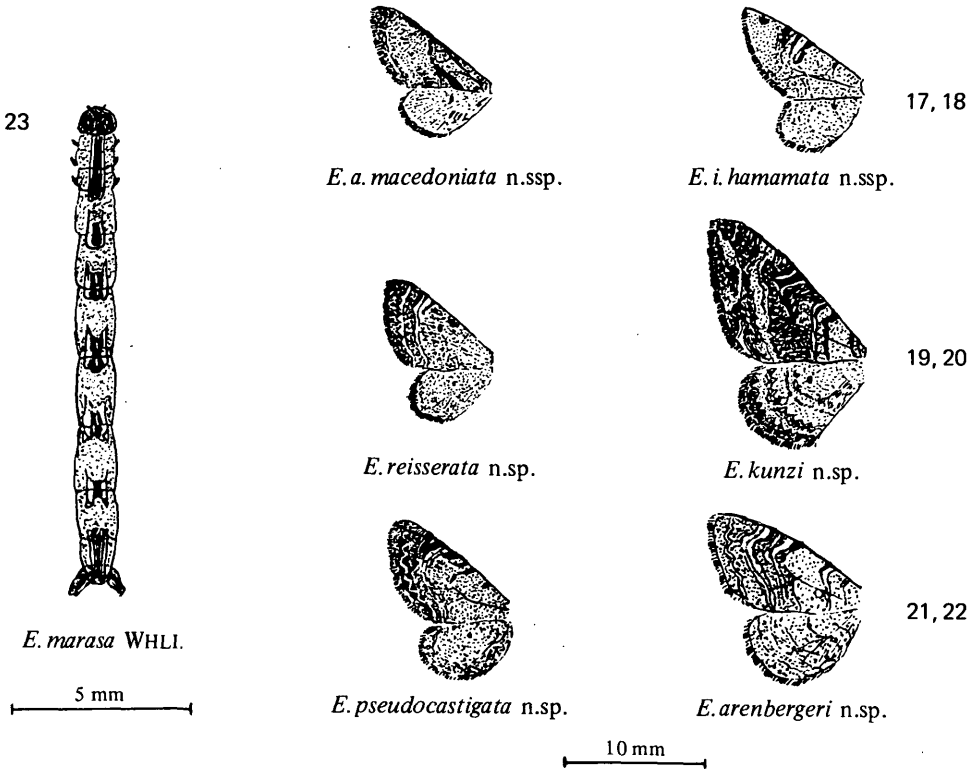 23
E. marasa WHLI.
5 mm
E. a. macedoniata n.ssp.
E. i. hamamata n.ssp.
17, 18
E. reisserata n.sp.
E. kunzi n.sp.
19, 20
E. pseudocastigata n.sp.
E. arenbergeri n.sp.
21, 22
10 mm